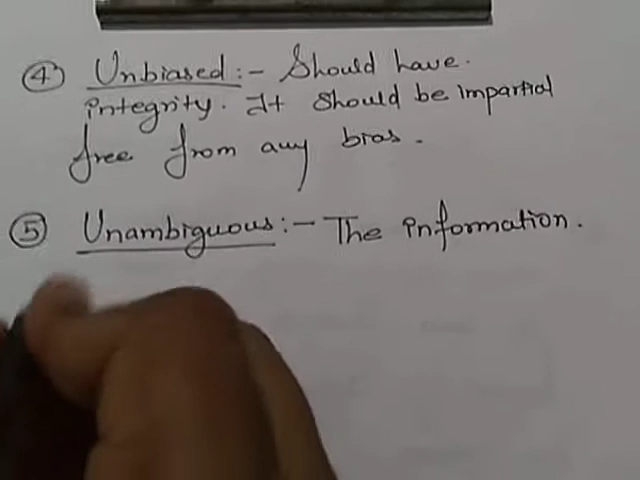 ④ Unbiased :- Should have.
integrity. It should be impartial
free from any bias.
⑤ Unambiguous :- The information.